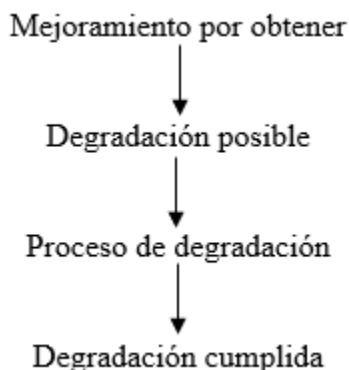 Mejoramiento por obtener
Degradación posible
Proceso de degradación
Degradación cumplida